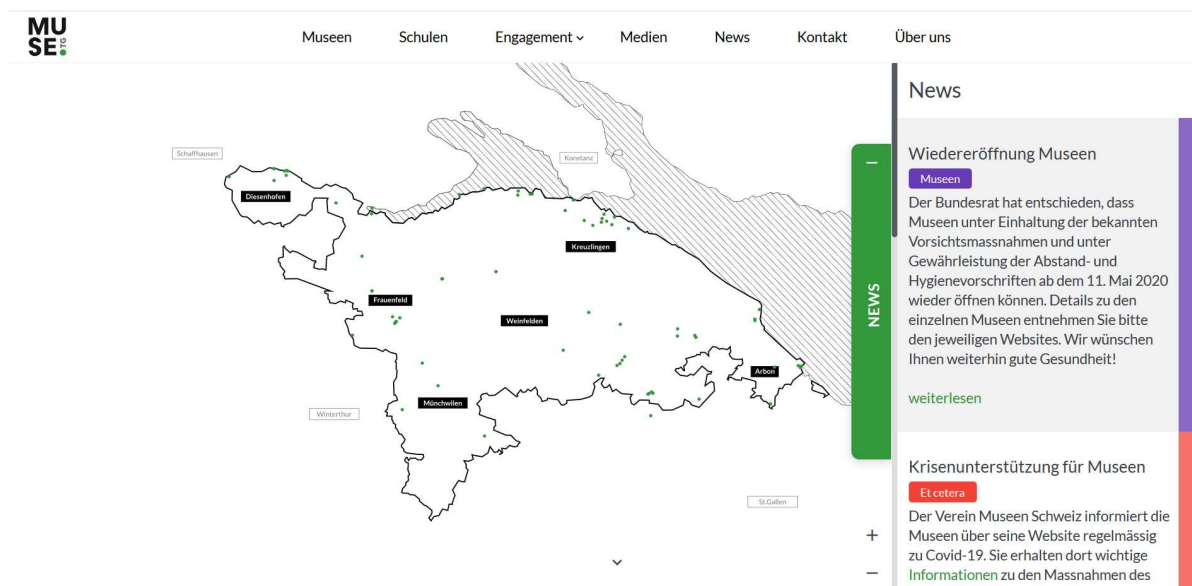 MU
SE TG
Museen Schulen Engagement Medien News Kontakt Über uns
Schaffhausen
Konstanz
Diessenhofen
Kreuzlingen
Frauenfeld
Weinfelden
Arbon
Münchwilen
Winterthur
St.Gallen
NEWS
News
Wiedereröffnung Museen
Museen
Der Bundesrat hat entschieden, dass
Museen unter Einhaltung der bekannten
Vorsichtsmassnahmen und unter
Gewährleistung der Abstand- und
Hygienevorschriften ab dem 11. Mai 2020
wieder öffnen können. Details zu den
einzelnen Museen entnehmen Sie bitte
den jeweiligen Websites. Wir wünschen
Ihnen weiterhin gute Gesundheit!
weiterlesen
Krisenunterstützung für Museen
Et cetera
Der Verein Museen Schweiz informiert die
Museen über seine Website regelmässig
zu Covid-19. Sie erhalten dort wichtige
Informationen zu den Massnahmen des